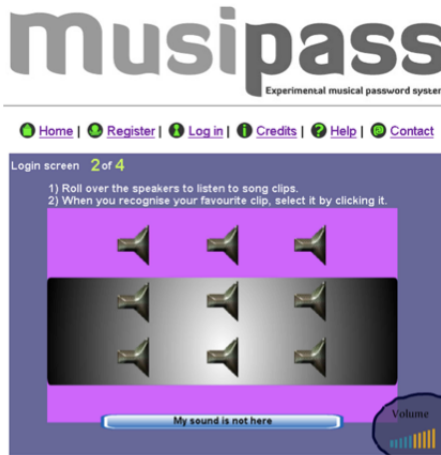 musipass
Experimental musical password system
Home | Register | Log in | Credits | Help | Contact
Login screen 2 of 4
1) Roll over the speakers to listen to song clips.
2) When you recognise your favourite clip, select it by clicking it.
My sound is not here
Volume